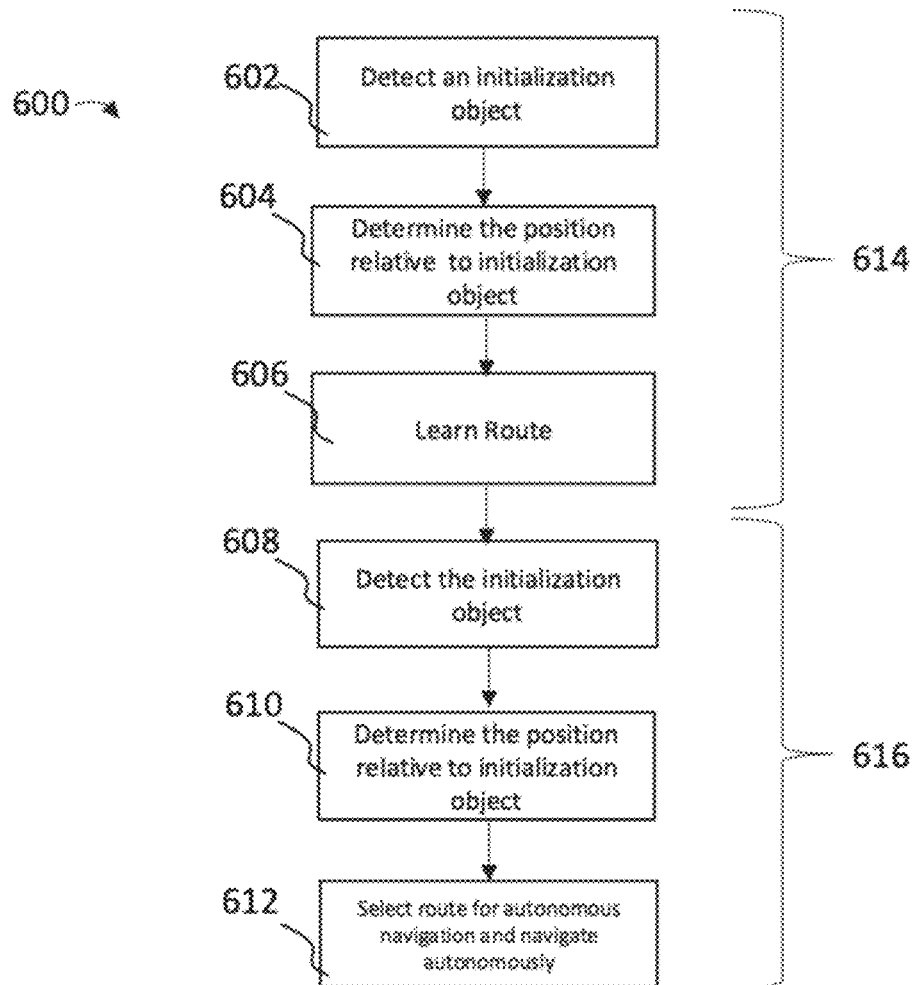 600
602
Detect an initialization
object
604
Determine the position
relative to initialization
object
614
606
Learn Route
608
Detect the initialization
object
610
Determine the position
relative to initialization
object
616
612
Select route for autonomous
navigation and navigate
autonomously